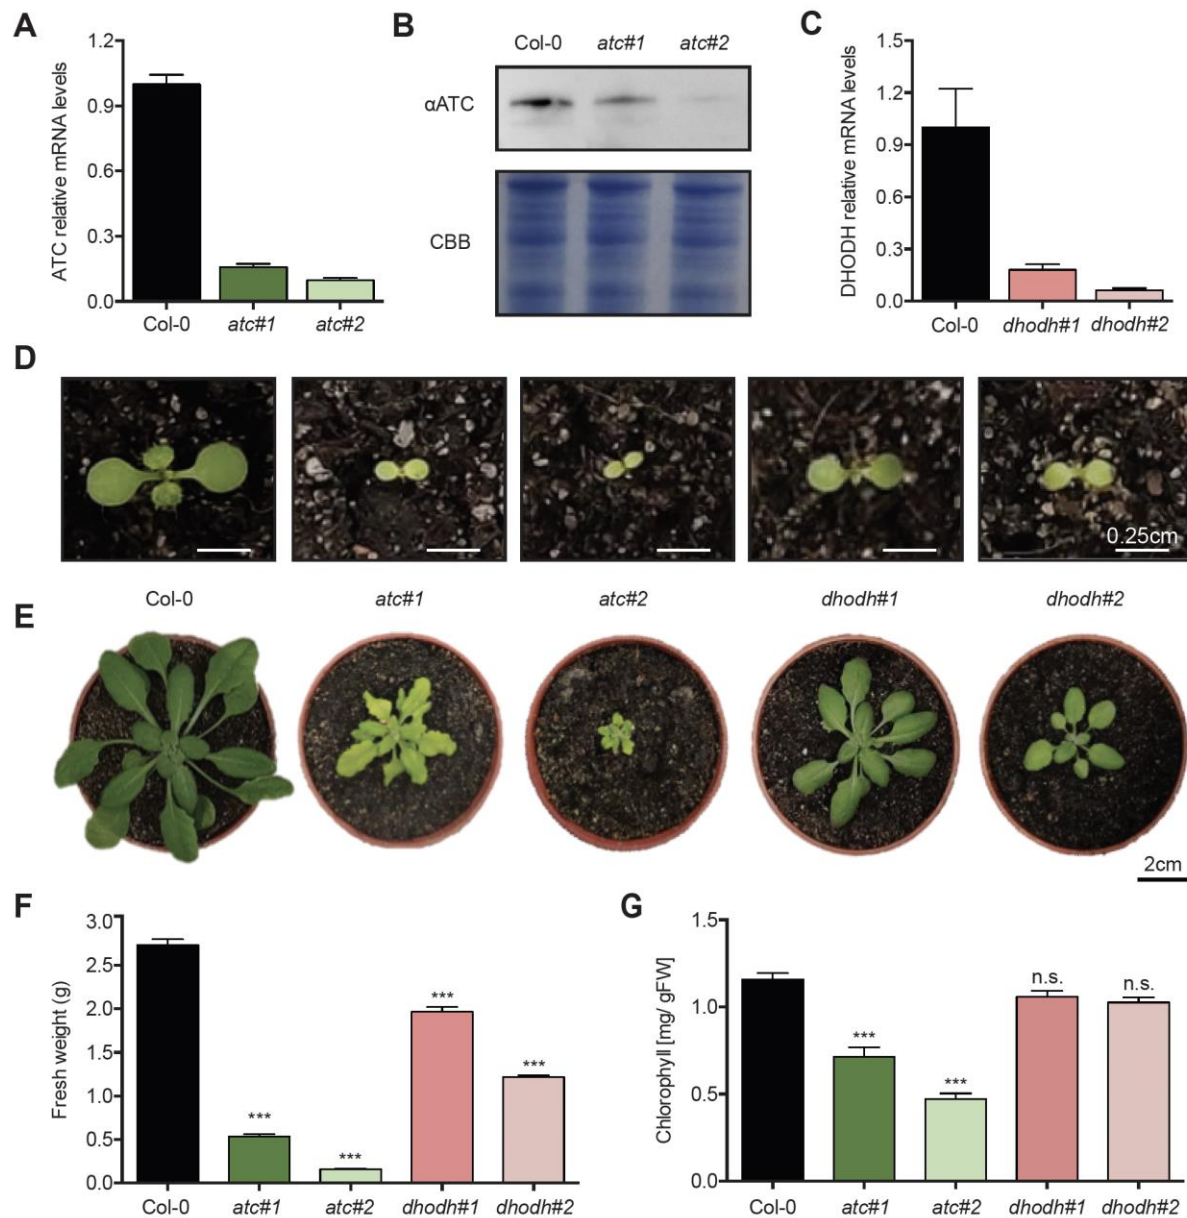 A
ATC relative mRNA levels
1.2
0.9
0.6
0.3
0.0
Col-0 atc#1 atc#2
B
Col-0 atc#1 atc#2
αATC
CBB
C
DHODH relative mRNA levels
1.5
1.2
0.9
0.6
0.3
0.0
Col-0 dhodh#1 dhodh#2
D
0.25cm
Col-0 atc#1 atc#2 dhodh#1 dhodh#2
E
2cm
F
Fresh weight (g)
3.0
2.5
2.0
1.5
1.0
0.5
0.0
***
***
***
***
Col-0 atc#1 atc#2 dhodh#1 dhodh#2
G
Chlorophyll [mg/ gFW]
1.5
1.0
0.5
0.0
***
***
n.s.
n.s.
Col-0 atc#1 atc#2 dhodh#1 dhodh#2